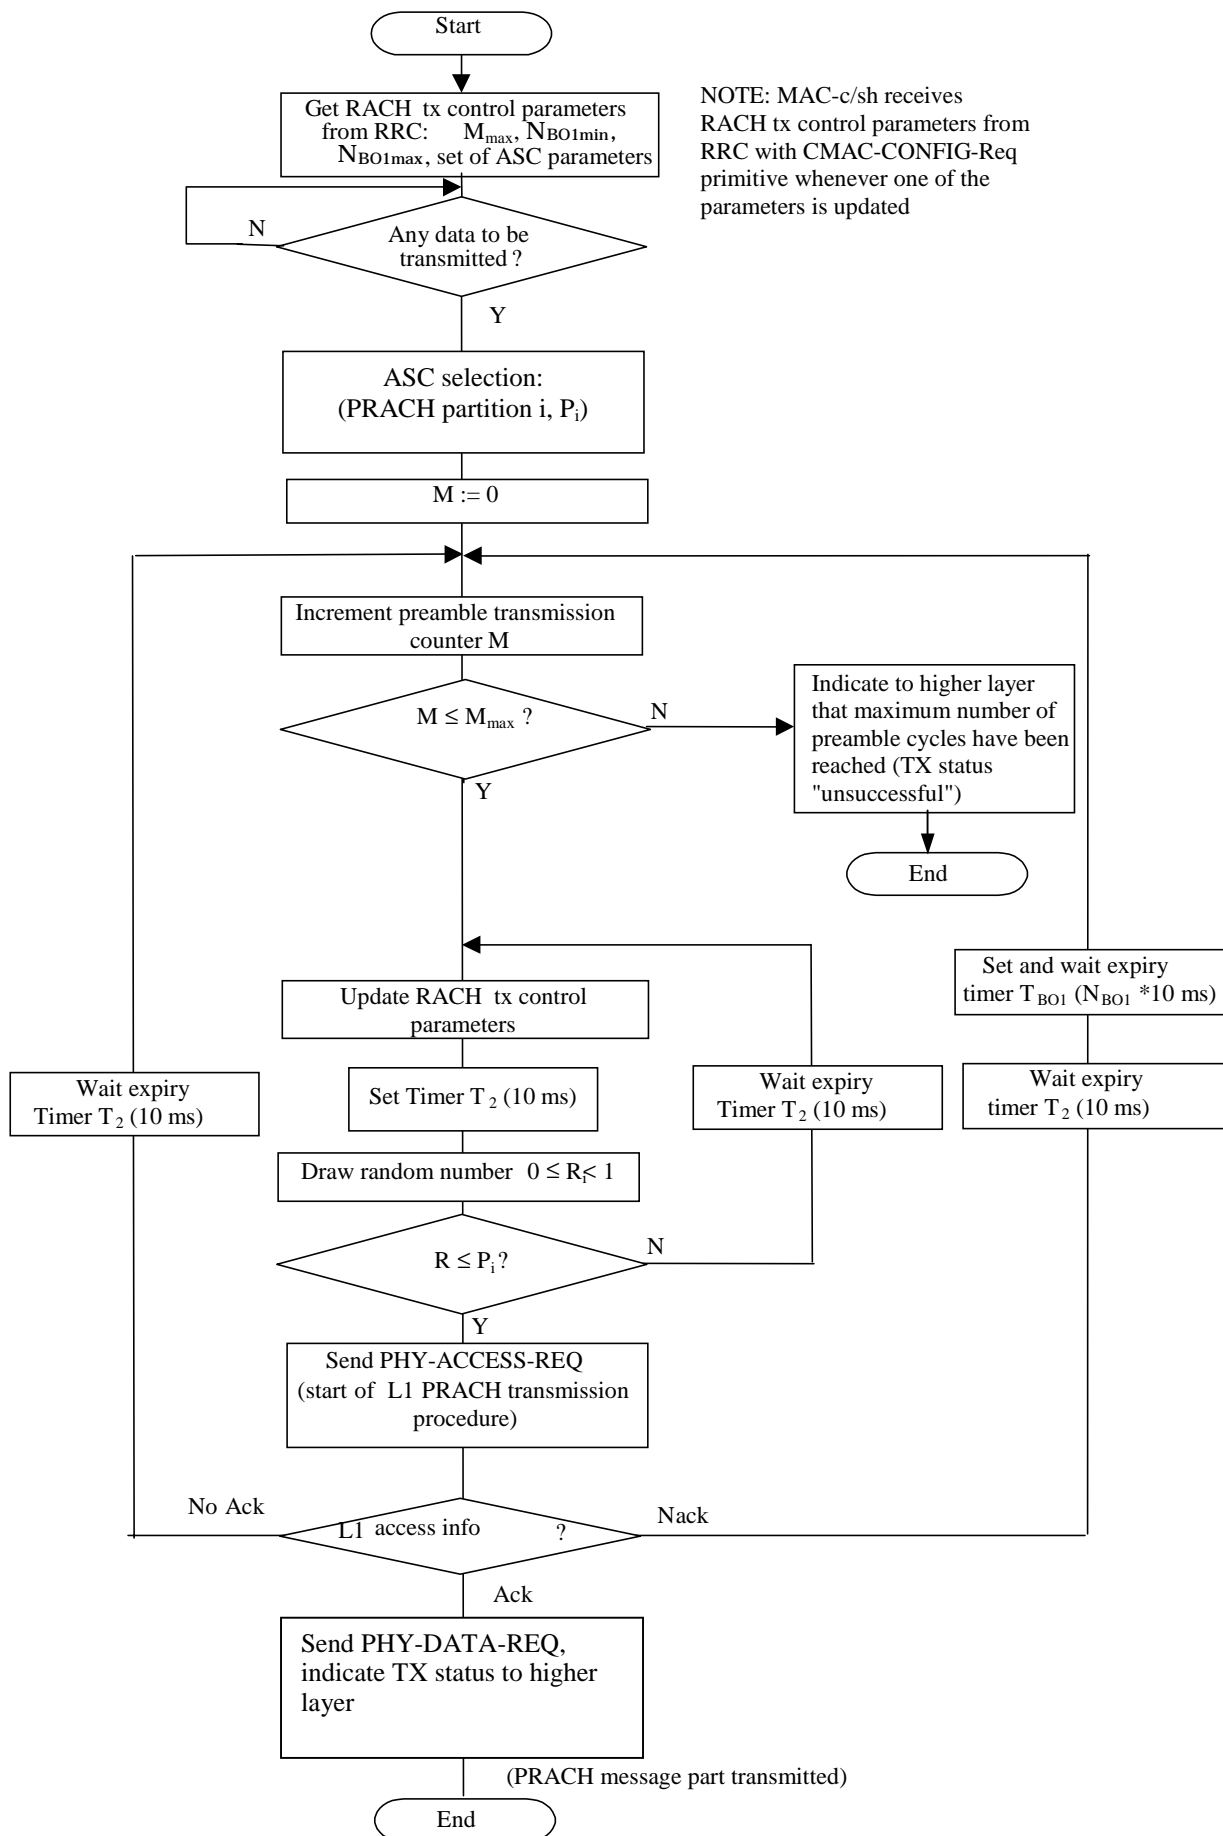 Start
Get RACH tx control parameters
from RRC: Mmax, NBO1min,
NBO1max, set of ASC parameters
NOTE: MAC-c/sh receives
RACH tx control parameters from
RRC with CMAC-CONFIG-Req
primitive whenever one of the
parameters is updated
N
Any data to be
transmitted ?
Y
ASC selection:
(PRACH partition i, Pi)
M := 0
Increment preamble transmission
counter M
M ≤ Mmax ?
N
Indicate to higher layer
that maximum number of
preamble cycles have been
reached (TX status
"unsuccessful")
Y
End
Update RACH tx control
parameters
Set and wait expiry
timer TBO1 (NBO1 *10 ms)
Wait expiry
Timer T2 (10 ms)
Set Timer T2 (10 ms)
Wait expiry
Timer T2 (10 ms)
Wait expiry
timer T2 (10 ms)
Draw random number 0 ≤ Ri< 1
R ≤ Pi ?
N
Y
Send PHY-ACCESS-REQ
(start of L1 PRACH transmission
procedure)
No Ack
L1 access info ?
Nack
Ack
Send PHY-DATA-REQ,
indicate TX status to higher
layer
(PRACH message part transmitted)
End